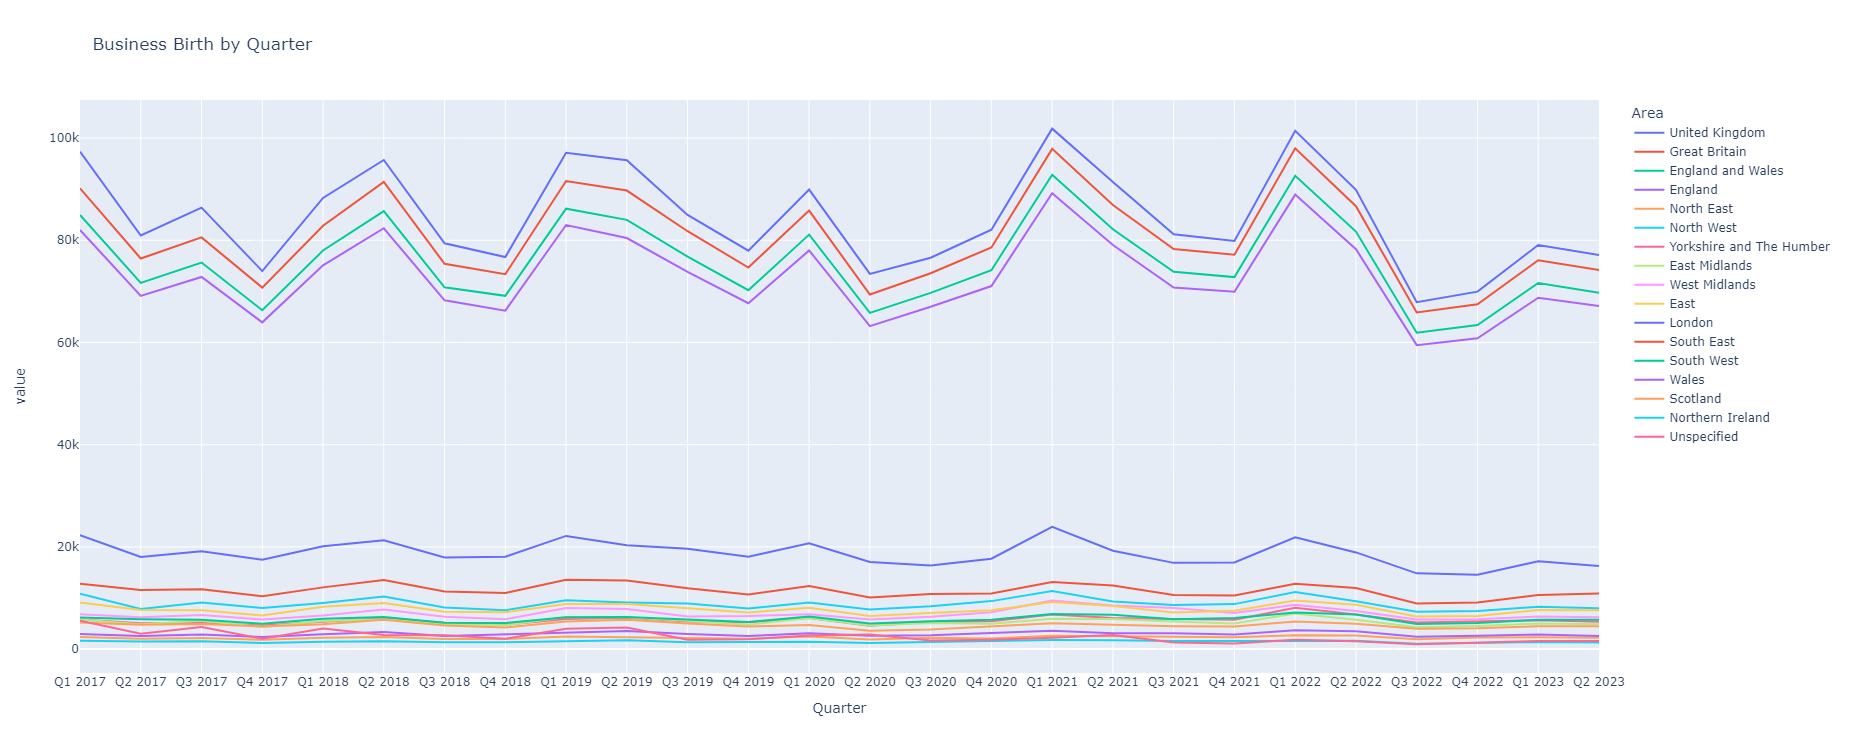 Business Birth by Quarter
100k
80k
60k
40k
20k
0
value
Q1 2017 Q2 2017 Q3 2017 Q4 2017 Q1 2018 Q2 2018 Q3 2018 Q4 2018 Q1 2019 Q2 2019 Q3 2019 Q4 2019 Q1 2020 Q2 2020 Q3 2020 Q4 2020 Q1 2021 Q2 2021 Q3 2021 Q4 2021 Q1 2022 Q2 2022 Q3 2022 Q4 2022 Q1 2023 Q2 2023
Quarter
Area
United Kingdom
Great Britain
England and Wales
England
North East
North West
Yorkshire and The Humber
East Midlands
West Midlands
East
London
South East
South West
Wales
Scotland
Northern Ireland
Unspecified